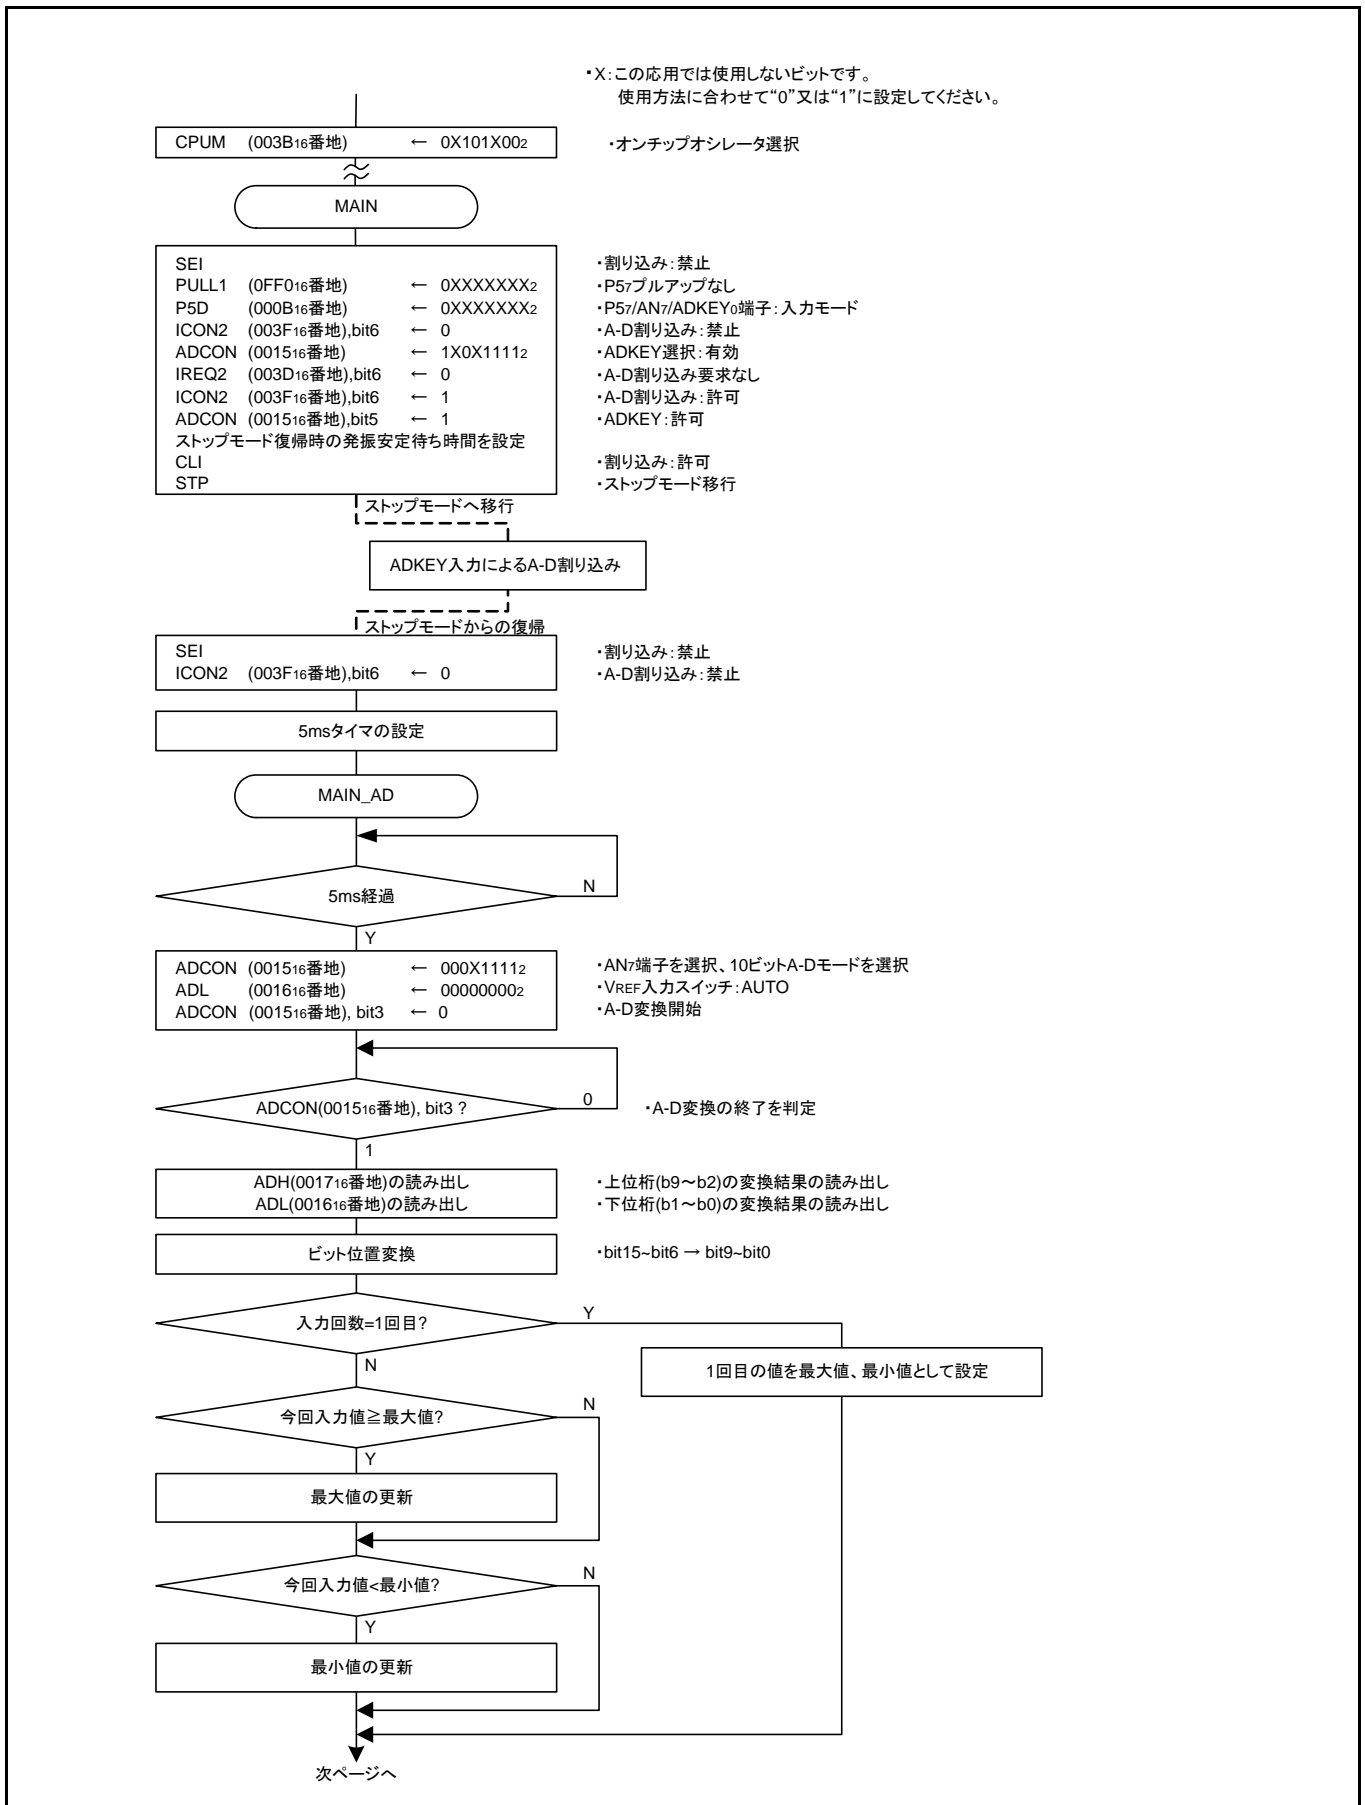 ・X：この応用では使用しないビットです。
使用方法に合わせて“0”又は“1”に設定してください。
CPUM (003B16番地) ← 0X101X002 ・オンチップオシレータ選択
MAIN
SEI ・割り込み：禁止
PULL1 (0FF016番地) ← 0XXXXXXX2 ・P57プルアップなし
P5D (000B16番地) ← 0XXXXXXX2 ・P57/AN7/ADKEY0端子：入力モード
ICON2 (003F16番地),bit6 ← 0 ・A-D割り込み：禁止
ADCON (001516番地) ← 1X0X11112 ・ADKEY選択：有効
IREQ2 (003D16番地),bit6 ← 0 ・A-D割り込み要求なし
ICON2 (003F16番地),bit6 ← 1 ・A-D割り込み：許可
ADCON (001516番地),bit5 ← 1 ・ADKEY：許可
ストップモード復帰時の発振安定待ち時間を設定
CLI ・割り込み：許可
STP ・ストップモード移行
ストップモードへ移行
ADKEY入力によるA-D割り込み
ストップモードからの復帰
SEI ・割り込み：禁止
ICON2 (003F16番地),bit6 ← 0 ・A-D割り込み：禁止
5msタイマの設定
MAIN_AD
5ms経過 N
Y
ADCON (001516番地) ← 000X11112 ・AN7端子を選択、10ビットA-Dモードを選択
ADL (001616番地) ← 000000002 ・VREF入力スイッチ：AUTO
ADCON (001516番地), bit3 ← 0 ・A-D変換開始
ADCON(001516番地), bit3 ? 0 ・A-D変換の終了を判定
1
ADH(001716番地)の読み出し ・上位桁(b9～b2)の変換結果の読み出し
ADL(001616番地)の読み出し ・下位桁(b1～b0)の変換結果の読み出し
ビット位置変換 ・bit15~bit6 → bit9~bit0
入力回数=1回目? Y
N
1回目の値を最大値、最小値として設定
今回入力値≧最大値? N
Y
最大値の更新
今回入力値<最小値? N
Y
最小値の更新
次ページへ